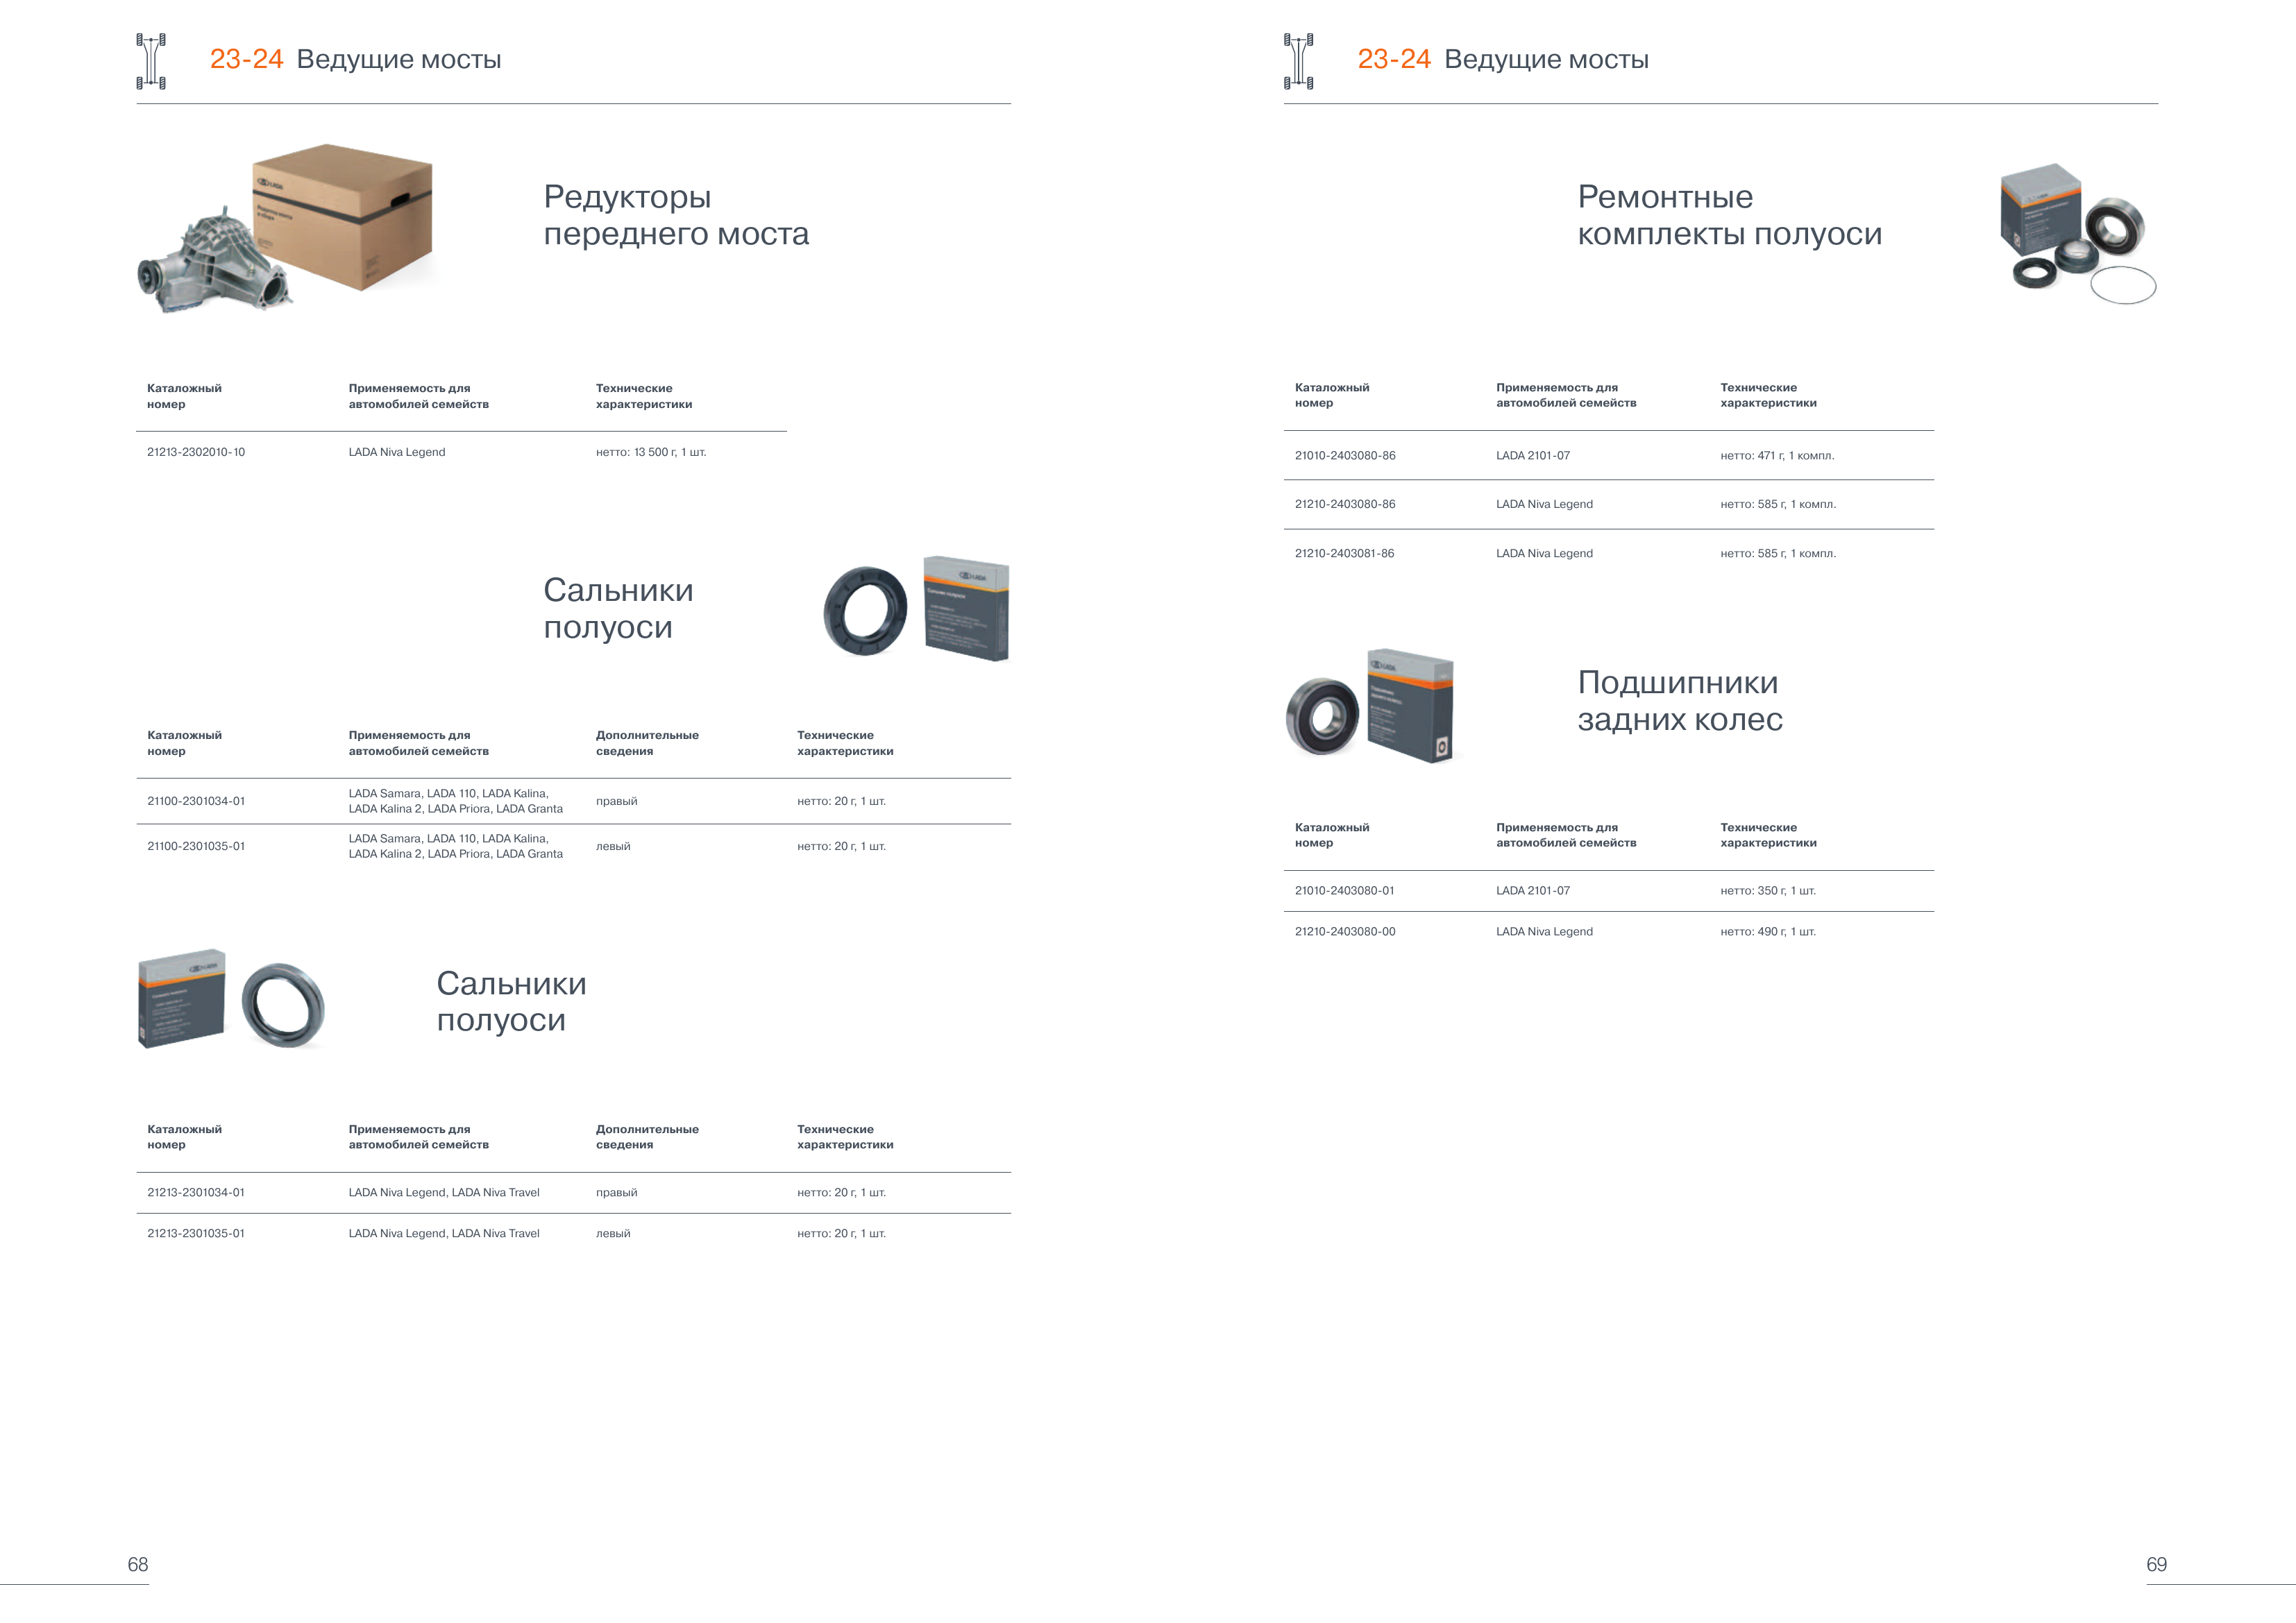 23-24 Ведущие мосты
LADA
Редукторы
переднего моста
Каталожный
номер
Применяемость для
автомобилей семейств
Технические
характеристики
21213-2302010-10
LADA Niva Legend
нетто: 13 500 г, 1 шт.
Сальники
полуоси
LADA
Сальник полуоси
Каталожный
номер
Применяемость для
автомобилей семейств
Дополнительные
сведения
Технические
характеристики
21100-2301034-01
LADA Samara, LADA 110, LADA Kalina,
LADA Kalina 2, LADA Priora, LADA Granta
правый
нетто: 20 г, 1 шт.
21100-2301035-01
LADA Samara, LADA 110, LADA Kalina,
LADA Kalina 2, LADA Priora, LADA Granta
левый
нетто: 20 г, 1 шт.
LADA
Сальники
полуоси
Каталожный
номер
Применяемость для
автомобилей семейств
Дополнительные
сведения
Технические
характеристики
21213-2301034-01
LADA Niva Legend, LADA Niva Travel
правый
нетто: 20 г, 1 шт.
21213-2301035-01
LADA Niva Legend, LADA Niva Travel
левый
нетто: 20 г, 1 шт.
68
23-24 Ведущие мосты
Ремонтные
комплекты полуоси
LADA
Каталожный
номер
Применяемость для
автомобилей семейств
Технические
характеристики
21010-2403080-86
LADA 2101-07
нетто: 471 г, 1 компл.
21210-2403080-86
LADA Niva Legend
нетто: 585 г, 1 компл.
21210-2403081-86
LADA Niva Legend
нетто: 585 г, 1 компл.
LADA
Подшипники
задних колес
Каталожный
номер
Применяемость для
автомобилей семейств
Технические
характеристики
21010-2403080-01
LADA 2101-07
нетто: 350 г, 1 шт.
21210-2403080-00
LADA Niva Legend
нетто: 490 г, 1 шт.
69